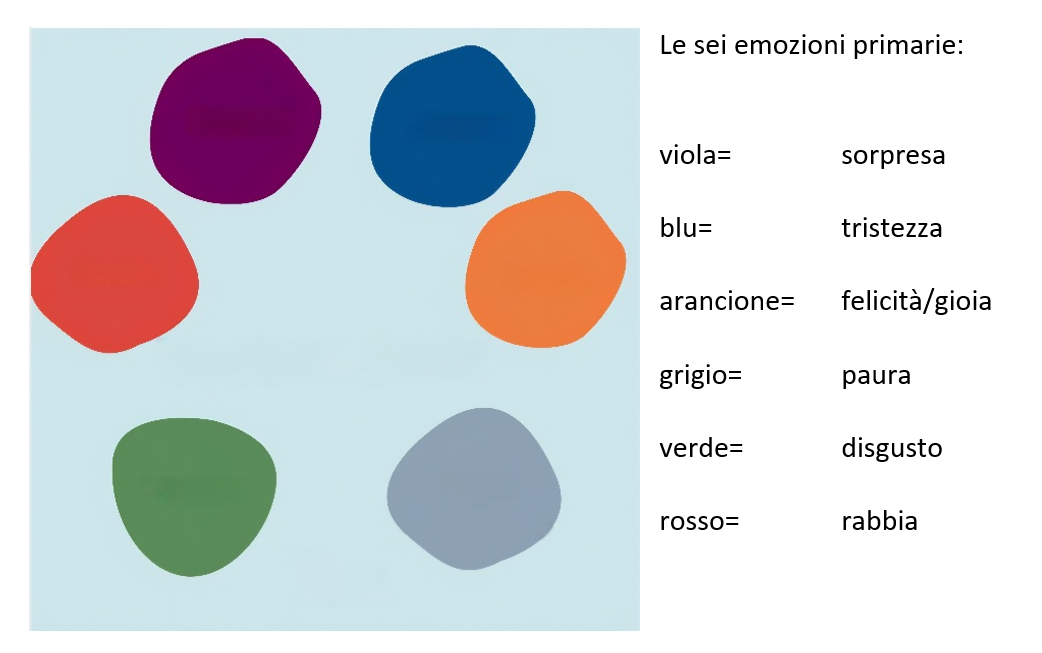 Le sei emozioni primarie:
viola= sorpresa
blu= tristezza
arancione= felicità/gioia
grigio= paura
verde= disgusto
rosso= rabbia